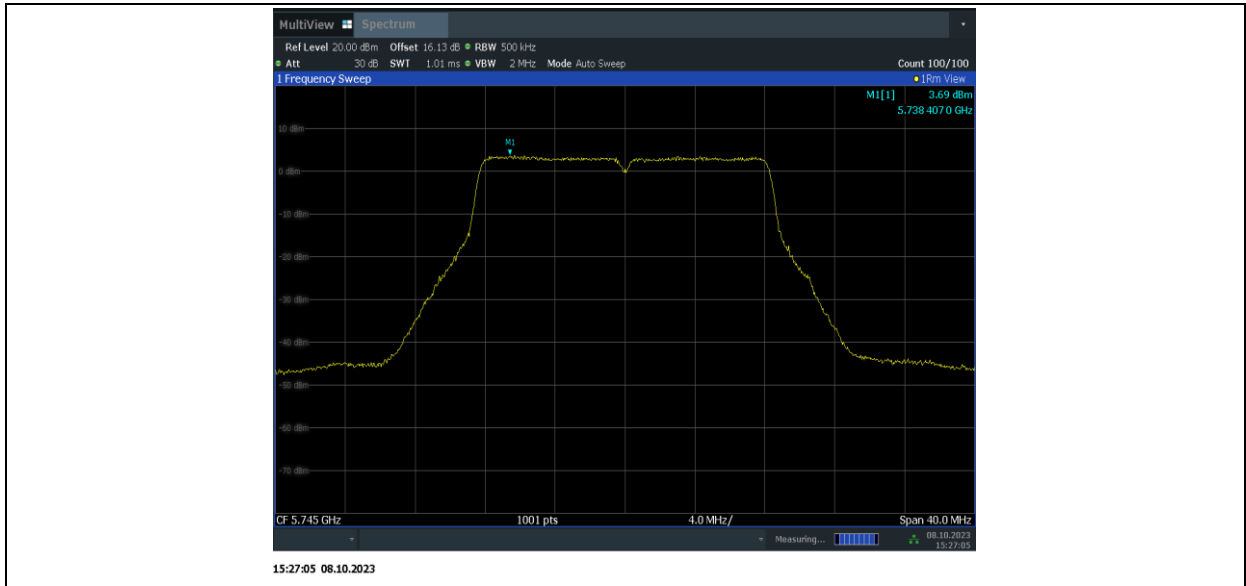 MultiView Spectrum
Ref Level 20.00 dBm Offset 16.13 dB RBW 500 kHz
Att 30 dB SWT 1.01 ms VBW 2 MHz Mode Auto Sweep Count 100/100
1 Frequency Sweep 1Rm View
M1[1] 3.69 dBm
5.738 407 0 GHz
10 dBm
M1
0 dBm
-10 dBm
-20 dBm
-30 dBm
-40 dBm
-50 dBm
-60 dBm
-70 dBm
CF 5.745 GHz 1001 pts 4.0 MHz/ Span 40.0 MHz
Measuring... 08.10.2023
15:27:05
15:27:05 08.10.2023